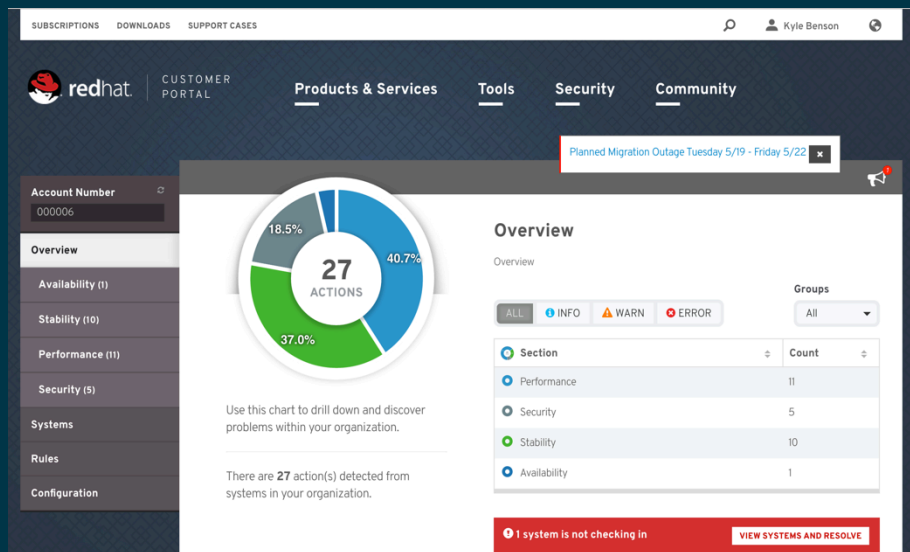 SUBSCRIPTIONS DOWNLOADS SUPPORT CASES Kyle Benson
redhat. CUSTOMER PORTAL
Products & Services Tools Security Community
Planned Migration Outage Tuesday 5/19 - Friday 5/22
Account Number
000006
Overview
Availability (1)
Stability (10)
Performance (11)
Security (5)
Systems
Rules
Configuration
18.5%
40.7%
37.0%
27
ACTIONS
Use this chart to drill down and discover
problems within your organization.
There are 27 action(s) detected from
systems in your organization.
Overview
Overview
Groups
ALL INFO WARN ERROR All
Section Count
Performance 11
Security 5
Stability 10
Availability 1
1 system is not checking in VIEW SYSTEMS AND RESOLVE